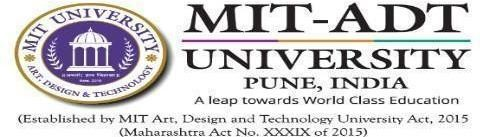 MIT UNIVERSITY
ART, DESIGN & TECHNOLOGY
MIT-ADT
UNIVERSITY
PUNE, INDIA
A leap towards World Class Education
(Established by MIT Art, Design and Technology University Act, 2015
(Maharashtra Act No. XXXIX of 2015)